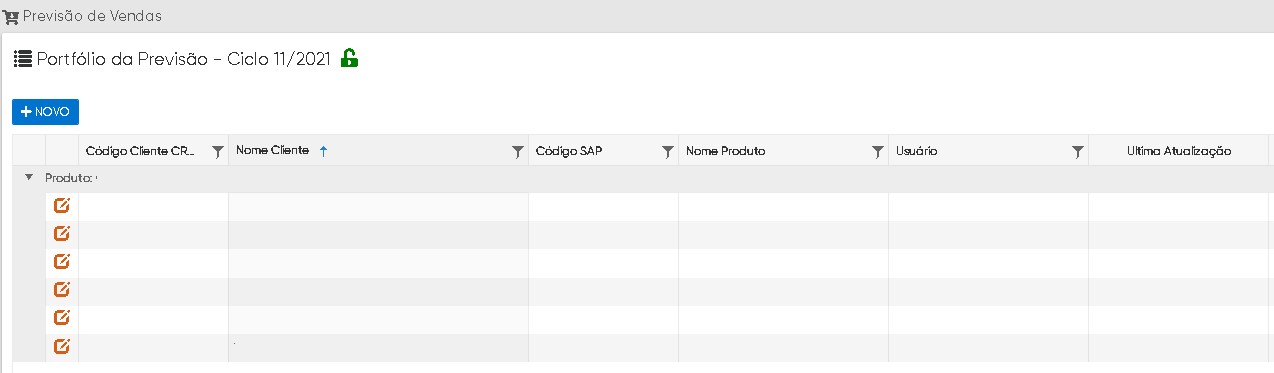 Previsão de Vendas
Portfólio da Previsão - Ciclo 11/2021
NOVO
Código Cliente CR... Nome Cliente Código SAP Nome Produto Usuário Ultima Atualização
Produto: